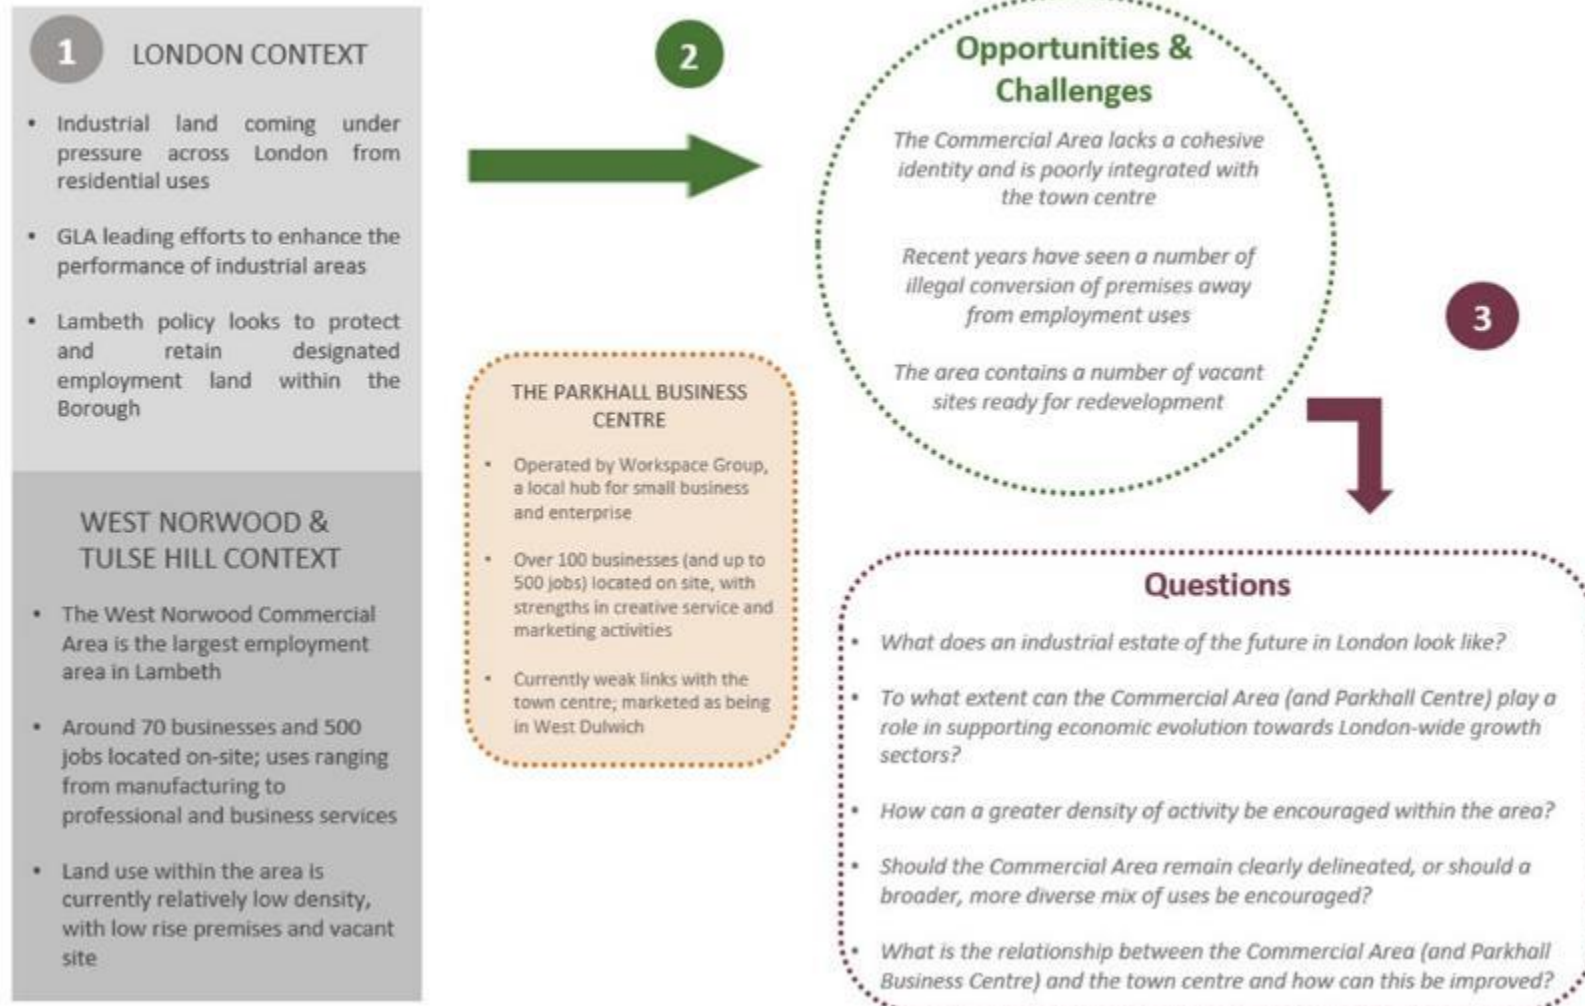 1
LONDON CONTEXT
• Industrial land coming under
pressure across London from
residential uses
• GLA leading efforts to enhance the
performance of industrial areas
• Lambeth policy looks to protect
and retain designated
employment land within the
Borough
WEST NORWOOD &
TULSE HILL CONTEXT
• The West Norwood Commercial
Area is the largest employment
area in Lambeth
• Around 70 businesses and 500
jobs located on-site; uses ranging
from manufacturing to
professional and business services
• Land use within the area is
currently relatively low density,
with low rise premises and vacant
site
2
THE PARKHALL BUSINESS
CENTRE
• Operated by Workspace Group,
a local hub for small business
and enterprise
• Over 100 businesses (and up to
500 jobs) located on site, with
strengths in creative service and
marketing activities
• Currently weak links with the
town centre; marketed as being
in West Dulwich
Opportunities &
Challenges
The Commercial Area lacks a cohesive
identity and is poorly integrated with
the town centre
Recent years have seen a number of
illegal conversion of premises away
from employment uses
The area contains a number of vacant
sites ready for redevelopment
3
Questions
• What does an industrial estate of the future in London look like?
• To what extent can the Commercial Area (and Parkhall Centre) play a
role in supporting economic evolution towards London-wide growth
sectors?
• How can a greater density of activity be encouraged within the area?
• Should the Commercial Area remain clearly delineated, or should a
broader, more diverse mix of uses be encouraged?
• What is the relationship between the Commercial Area (and Parkhall
Business Centre) and the town centre and how can this be improved?